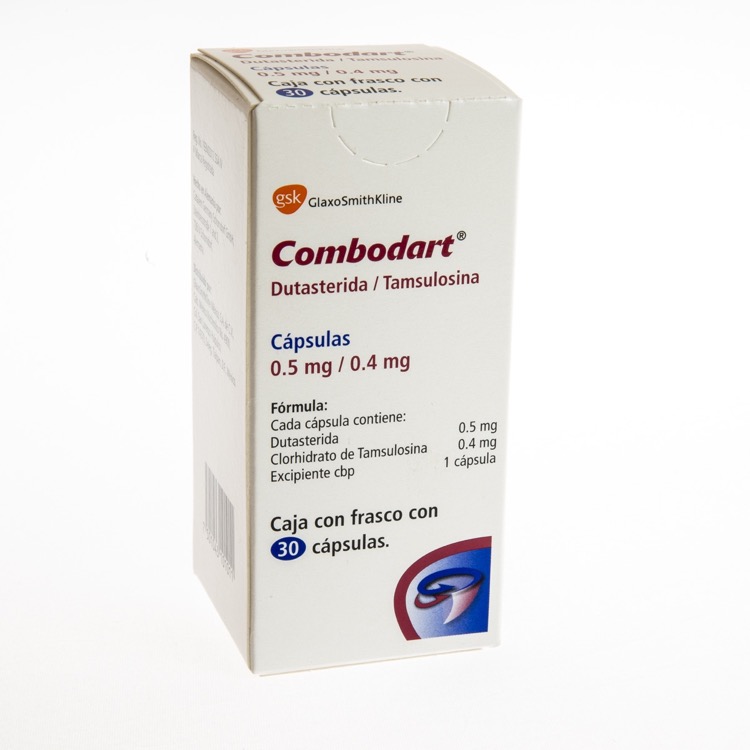 Combodart
Dutasterida / Tamsulosina
Cápsulas
0.5 mg / 0.4 mg
Caja con frasco con
30 cápsulas.
gsk GlaxoSmithKline
Combodart®
Dutasterida / Tamsulosina
Cápsulas
0.5 mg / 0.4 mg
Fórmula:
Cada cápsula contiene:
Dutasterida 0.5 mg
Clorhidrato de Tamsulosina 0.4 mg
Excipiente cbp 1 cápsula
Caja con frasco con
30 cápsulas.